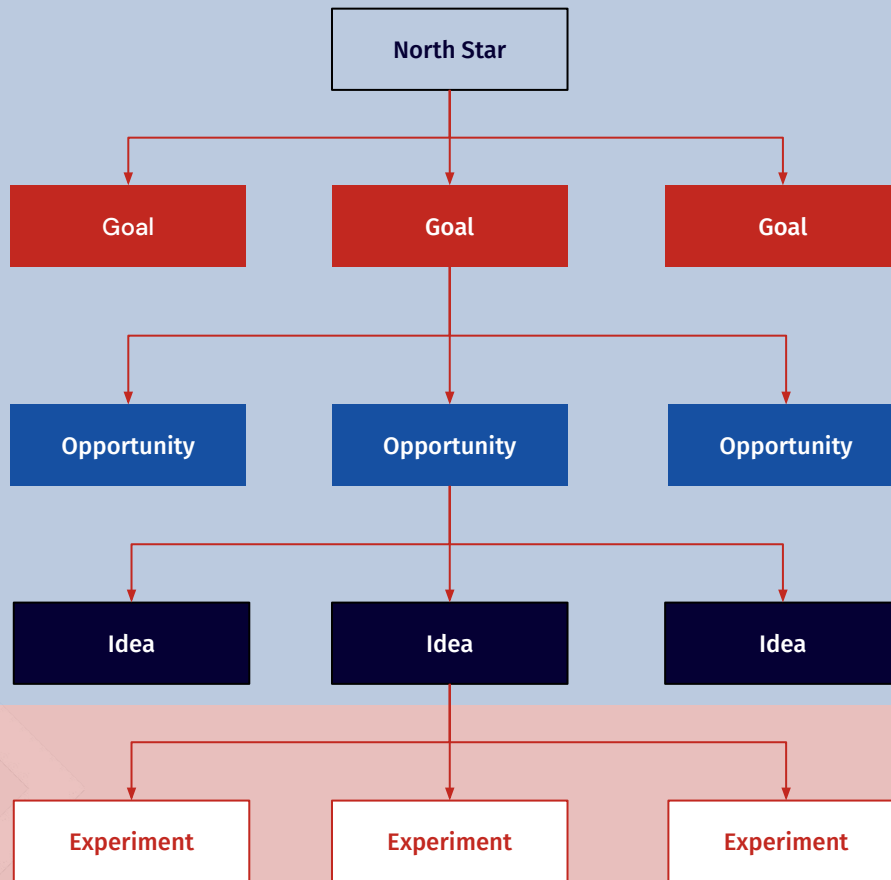 North Star
Goal
Goal
Goal
Opportunity
Opportunity
Opportunity
Idea
Idea
Idea
Experiment
Experiment
Experiment